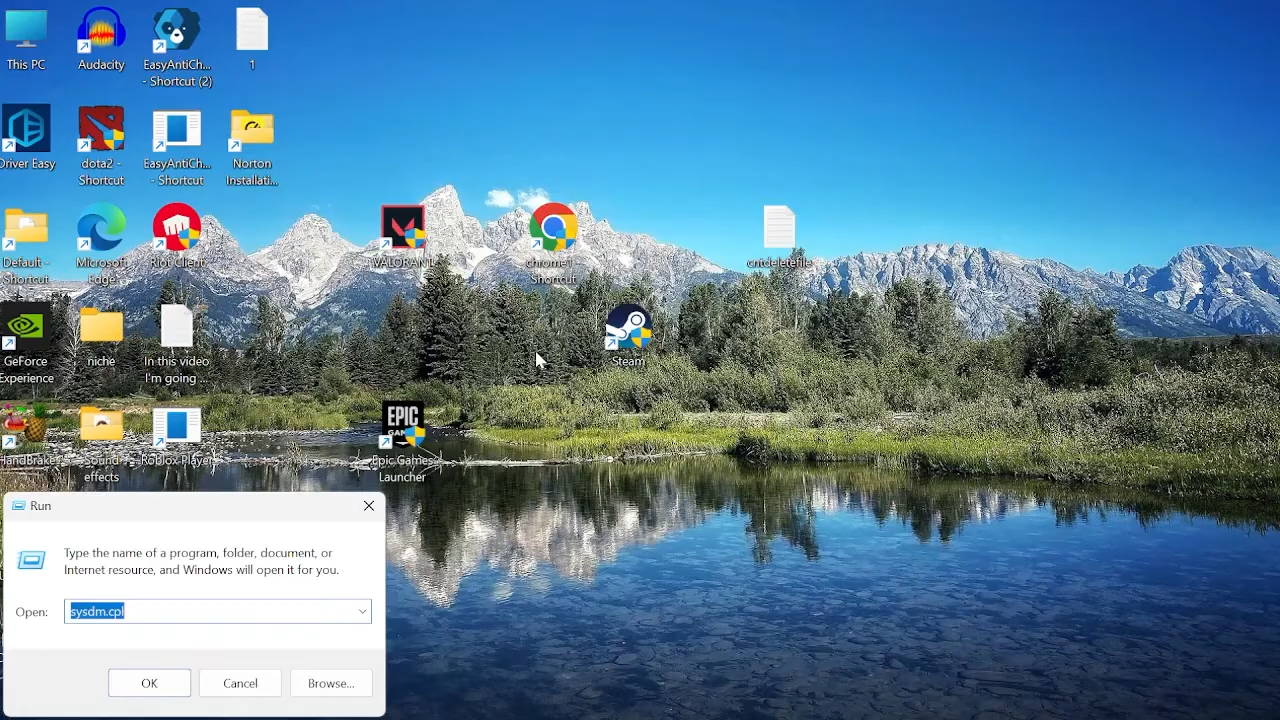 This PC
Audacity
EasyAntiCh...
- Shortcut (2)
1
Driver Easy
dota2 -
Shortcut
EasyAntiCh...
- Shortcut
Norton
Installati...
Default -
Shortcut
Microsoft
Edge
Riot Client
VALORANT
chrome -
Shortcut
cmdeletefile
GeForce
Experience
niche
In this video
I'm going ...
Steam
Handbrake
Sound
effects
Roblox Player
EPIC
GAMES
Epic Games
Launcher
Run
Type the name of a program, folder, document, or
Internet resource, and Windows will open it for you.
Open:
sysdm.cpl
OK
Cancel
Browse...